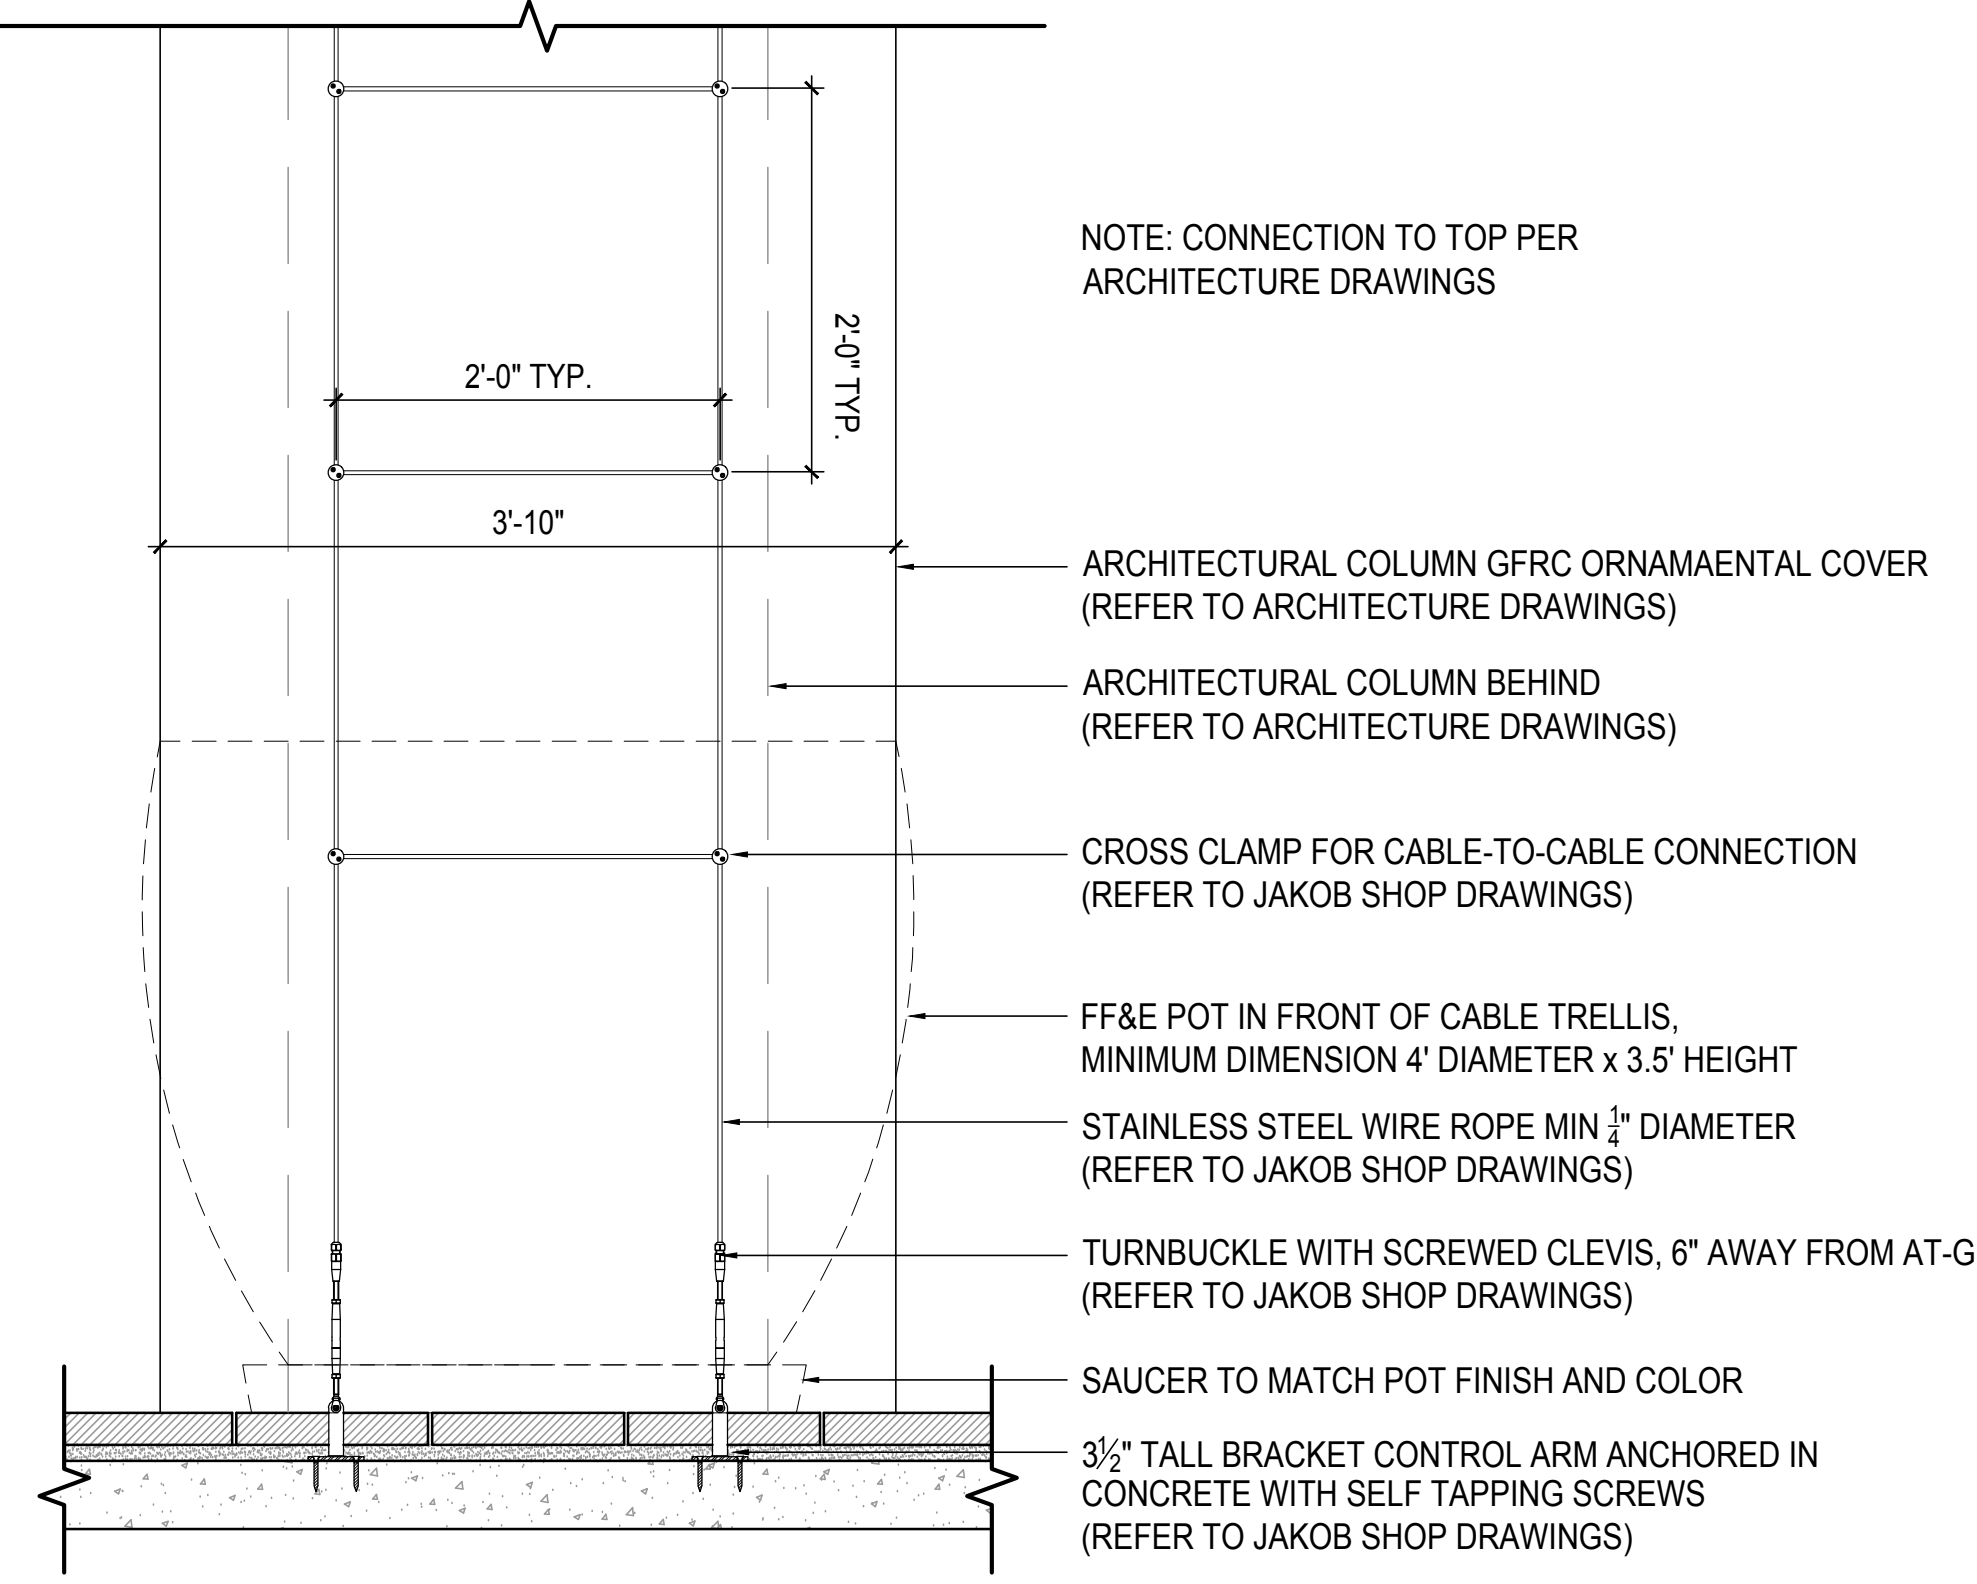 NOTE: CONNECTION TO TOP PER
ARCHITECTURE DRAWINGS
2'-0" TYP.
2'-0" TYP.
3'-10"
ARCHITECTURAL COLUMN GFRC ORNAMAENTAL COVER
(REFER TO ARCHITECTURE DRAWINGS)
ARCHITECTURAL COLUMN BEHIND
(REFER TO ARCHITECTURE DRAWINGS)
CROSS CLAMP FOR CABLE-TO-CABLE CONNECTION
(REFER TO JAKOB SHOP DRAWINGS)
FF&E POT IN FRONT OF CABLE TRELLIS,
MINIMUM DIMENSION 4' DIAMETER x 3.5' HEIGHT
STAINLESS STEEL WIRE ROPE MIN 1/4" DIAMETER
(REFER TO JAKOB SHOP DRAWINGS)
TURNBUCKLE WITH SCREWED CLEVIS, 6" AWAY FROM AT-G
(REFER TO JAKOB SHOP DRAWINGS)
SAUCER TO MATCH POT FINISH AND COLOR
3 1/2" TALL BRACKET CONTROL ARM ANCHORED IN
CONCRETE WITH SELF TAPPING SCREWS
(REFER TO JAKOB SHOP DRAWINGS)